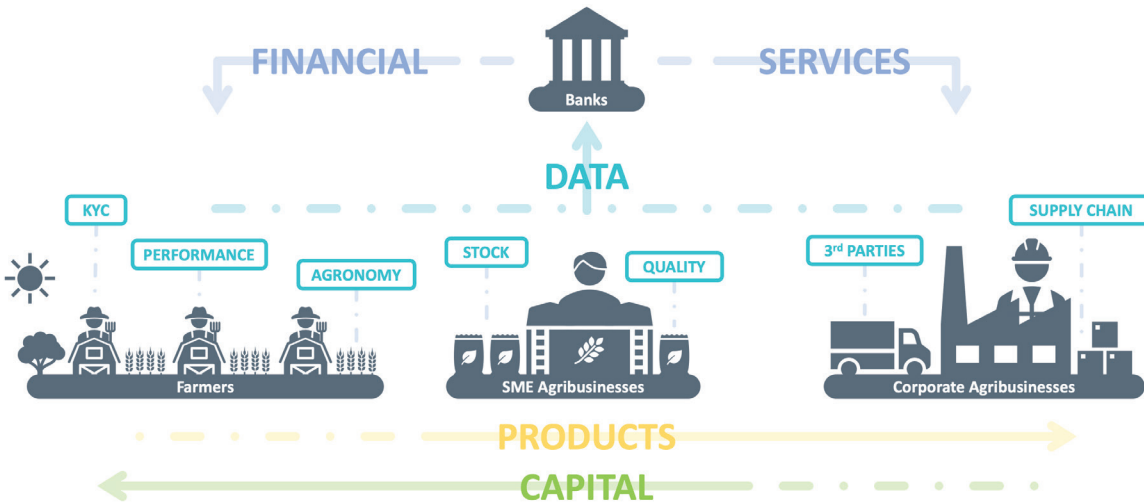 FINANCIAL
SERVICES
Banks
DATA
KYC
SUPPLY CHAIN
PERFORMANCE
STOCK
3rd PARTIES
AGRONOMY
QUALITY
Farmers
SME Agribusinesses
Corporate Agribusinesses
PRODUCTS
CAPITAL